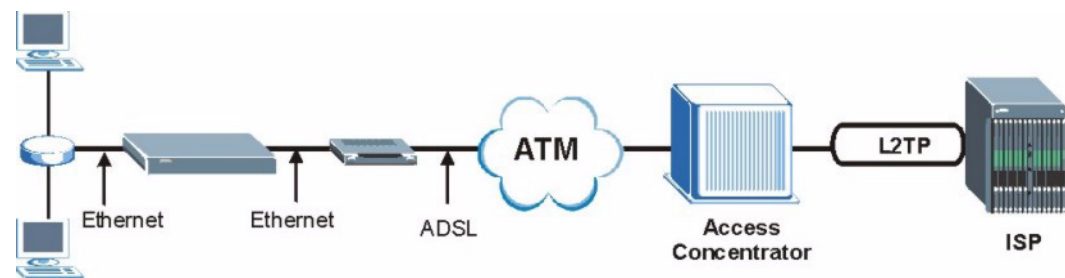 Ethernet
Ethernet
ADSL
ATM
Access
Concentrator
L2TP
ISP